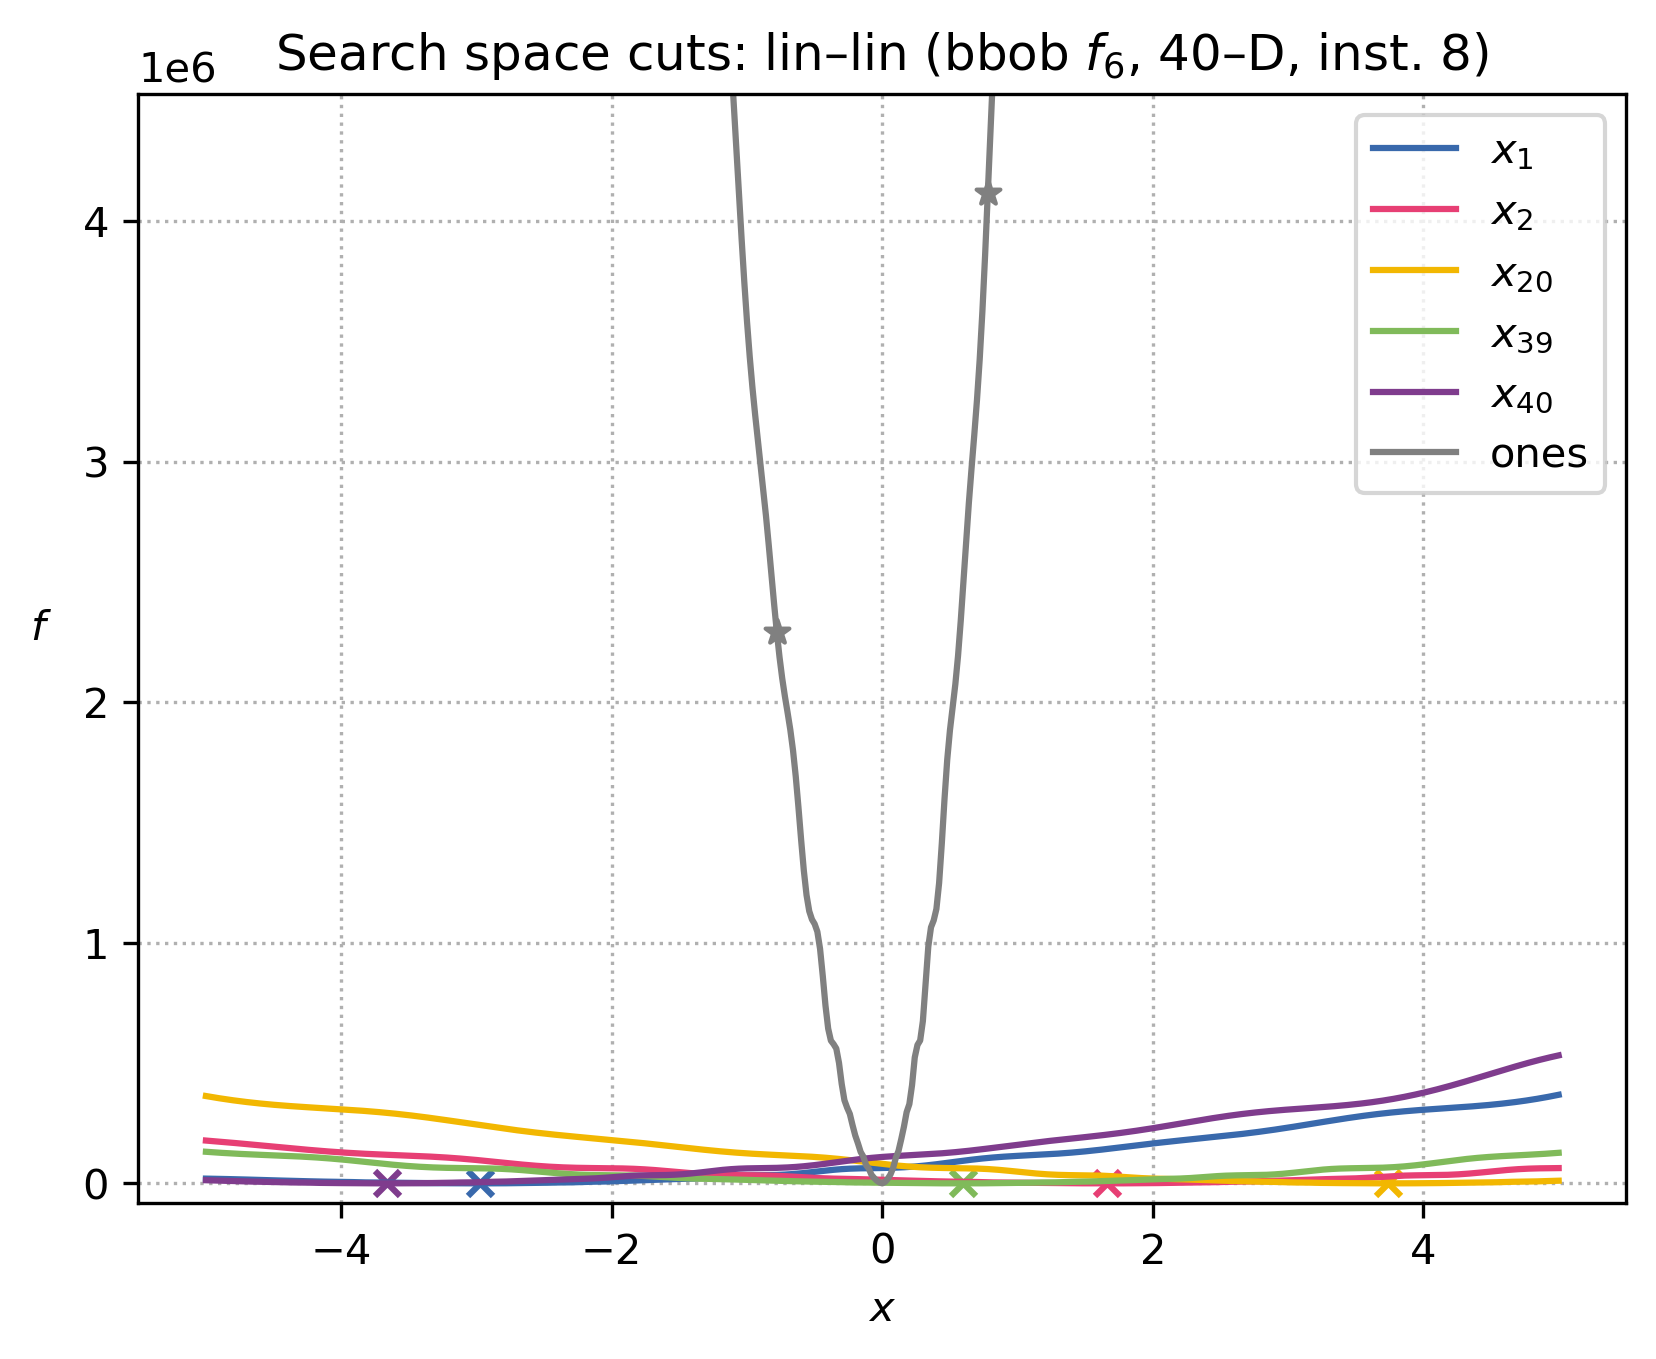 Search space cuts: lin–lin (bbob f₆, 40–D, inst. 8)
1e6
4
3
2
1
0
f
−4 −2 0 2 4
x
x₁
x₂
x₂₀
x₃₉
x₄₀
ones